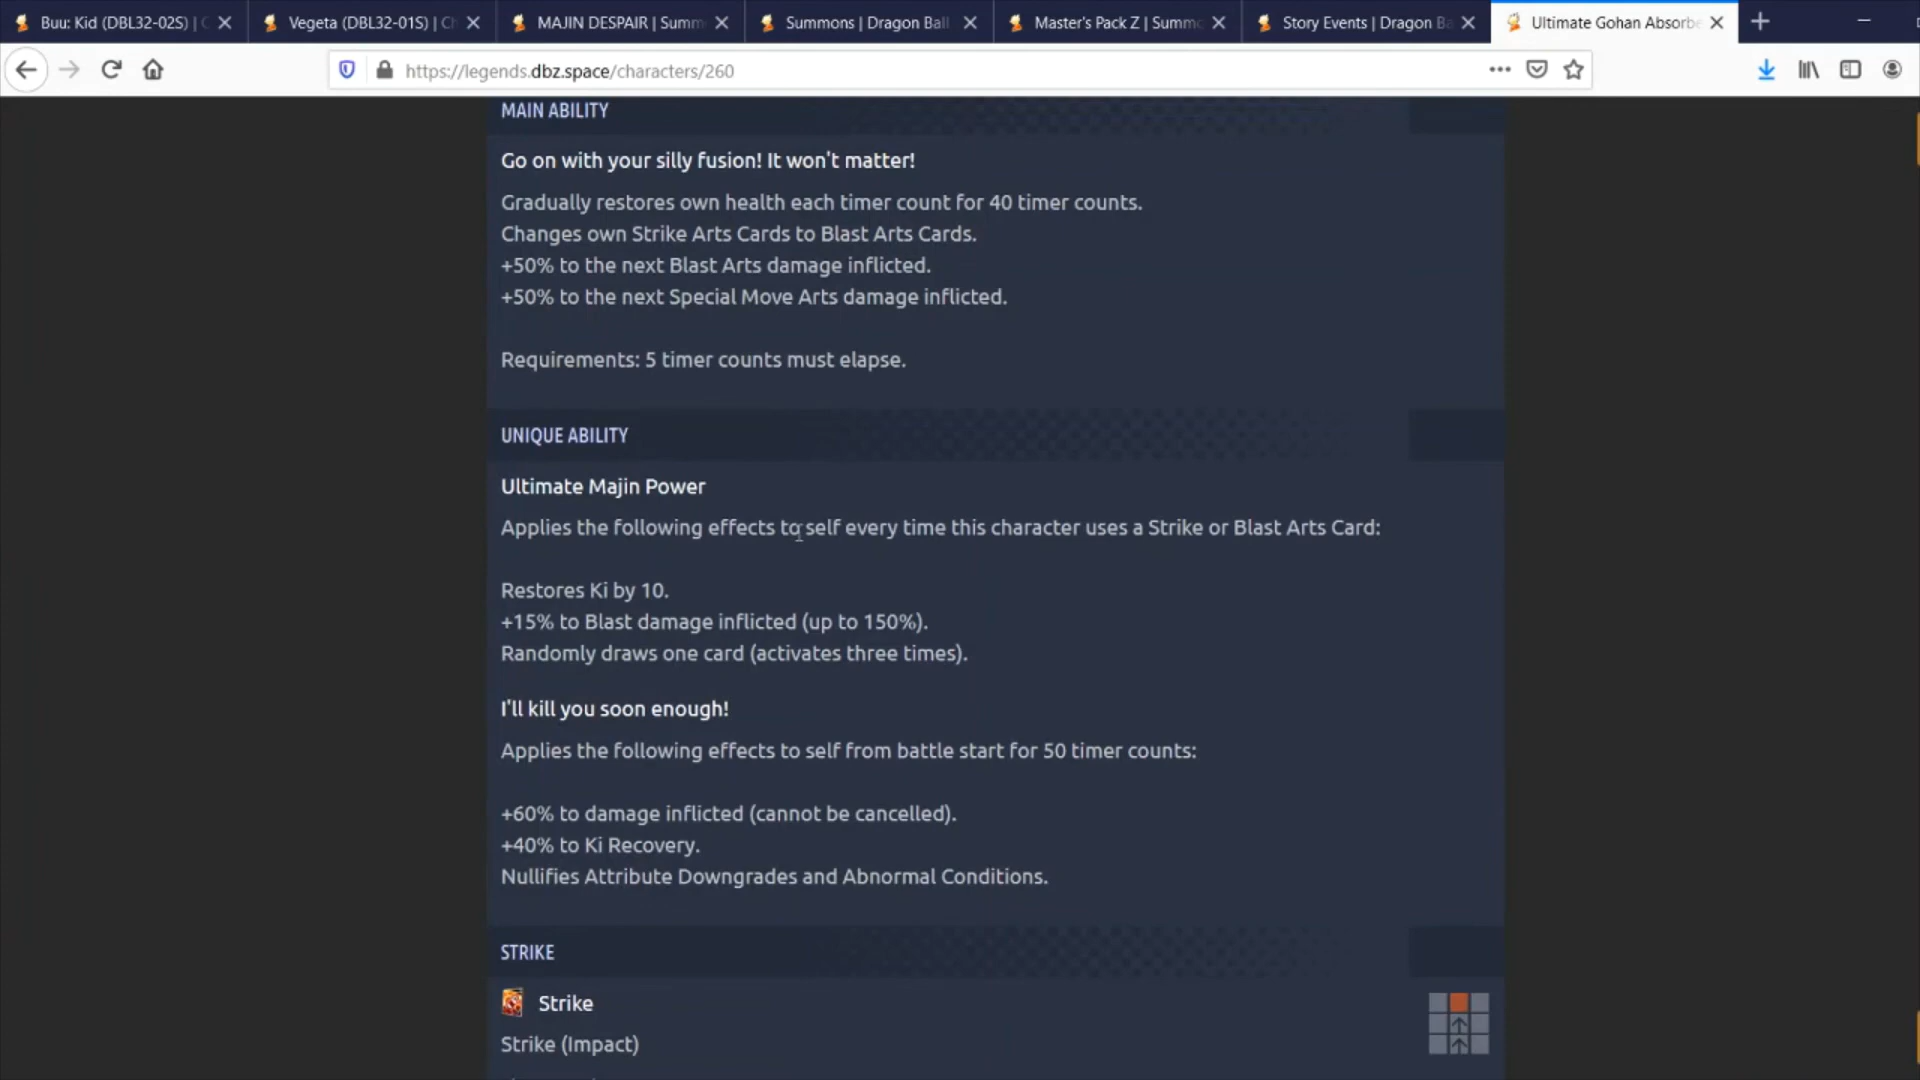 Buu: Kid (DBL32-02S) | C
Vegeta (DBL32-01S) | Ch
MAJIN DESPAIR | Summ
Summons | Dragon Ball
Master's Pack Z | Summo
Story Events | Dragon Ba
Ultimate Gohan Absorbe
https://legends.dbz.space/characters/260
MAIN ABILITY
Go on with your silly fusion! It won't matter!
Gradually restores own health each timer count for 40 timer counts.
Changes own Strike Arts Cards to Blast Arts Cards.
+50% to the next Blast Arts damage inflicted.
+50% to the next Special Move Arts damage inflicted.
Requirements: 5 timer counts must elapse.
UNIQUE ABILITY
Ultimate Majin Power
Applies the following effects to self every time this character uses a Strike or Blast Arts Card:
Restores Ki by 10.
+15% to Blast damage inflicted (up to 150%).
Randomly draws one card (activates three times).
I'll kill you soon enough!
Applies the following effects to self from battle start for 50 timer counts:
+60% to damage inflicted (cannot be cancelled).
+40% to Ki Recovery.
Nullifies Attribute Downgrades and Abnormal Conditions.
STRIKE
Strike
Strike (Impact)